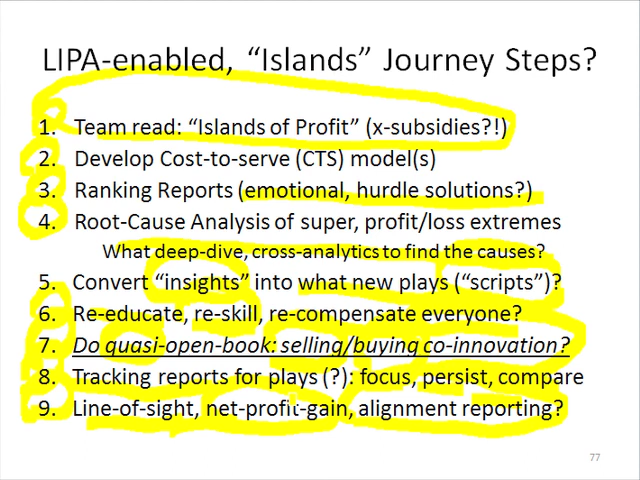 LIPA-enabled, “Islands” Journey Steps?
1. Team read: “Islands of Profit” (x-subsidies?!)
2. Develop Cost-to-serve (CTS) model(s)
3. Ranking Reports (emotional, hurdle solutions?)
4. Root-Cause Analysis of super, profit/loss extremes
What deep-dive, cross-analytics to find the causes?
5. Convert “insights” into what new plays (“scripts”)?
6. Re-educate, re-skill, re-compensate everyone?
7. Do quasi-open-book: selling/buying co-innovation?
8. Tracking reports for plays (?): focus, persist, compare
9. Line-of-sight, net-profit-gain, alignment reporting?
77